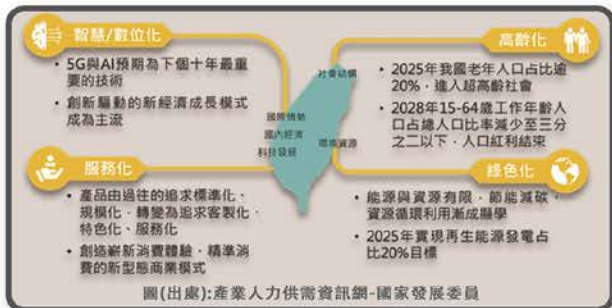 智慧/數位化
• 5G與AI預期為下個十年最重
要的技術
• 創新驅動的新經濟成長模式
成為主流
服務化
• 產品由過往的追求標準化、
規模化，轉變為追求客製化、
特色化、服務化
• 創造嶄新消費體驗，精準消
費的新型態商業模式
社會結構
國際情勢
國內經濟
科技發展
環境資源
高齡化
• 2025年我國老年人口占比逾
20%，進入超高齡社會
• 2028年15-64歲工作年齡人
口占總人口比率減少至三分
之二以下，人口紅利結束
綠色化
• 能源與資源有限，節能減碳，
資源循環利用漸成顯學
• 2025年實現再生能源發電占
比20%目標
圖(出處):產業人力供需資訊網-國家發展委員